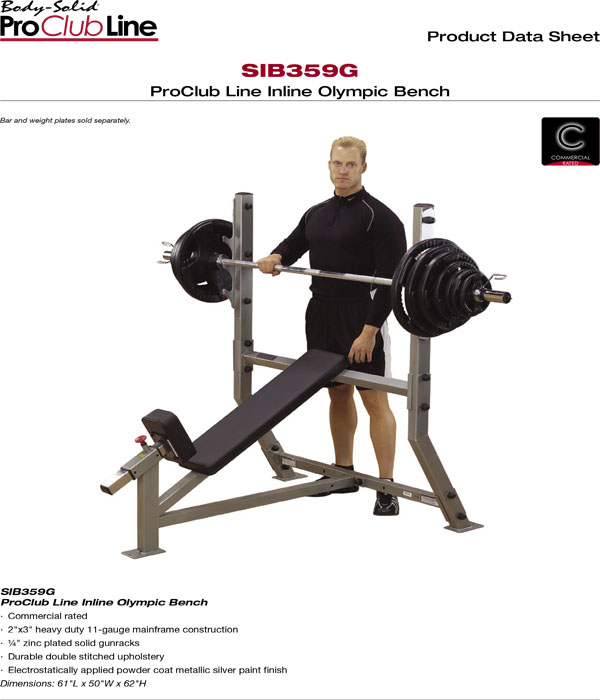 Body-Solid
ProClubLine
Product Data Sheet
SIB359G
ProClub Line Inline Olympic Bench
Bar and weight plates sold separately.
C
COMMERCIAL
RATED
SIB359G
ProClub Line Inline Olympic Bench
· Commercial rated
· 2"x3" heavy duty 11-gauge mainframe construction
· ¼" zinc plated solid gunracks
· Durable double stitched upholstery
· Electrostatically applied powder coat metallic silver paint finish
Dimensions: 61"L x 50"W x 62"H